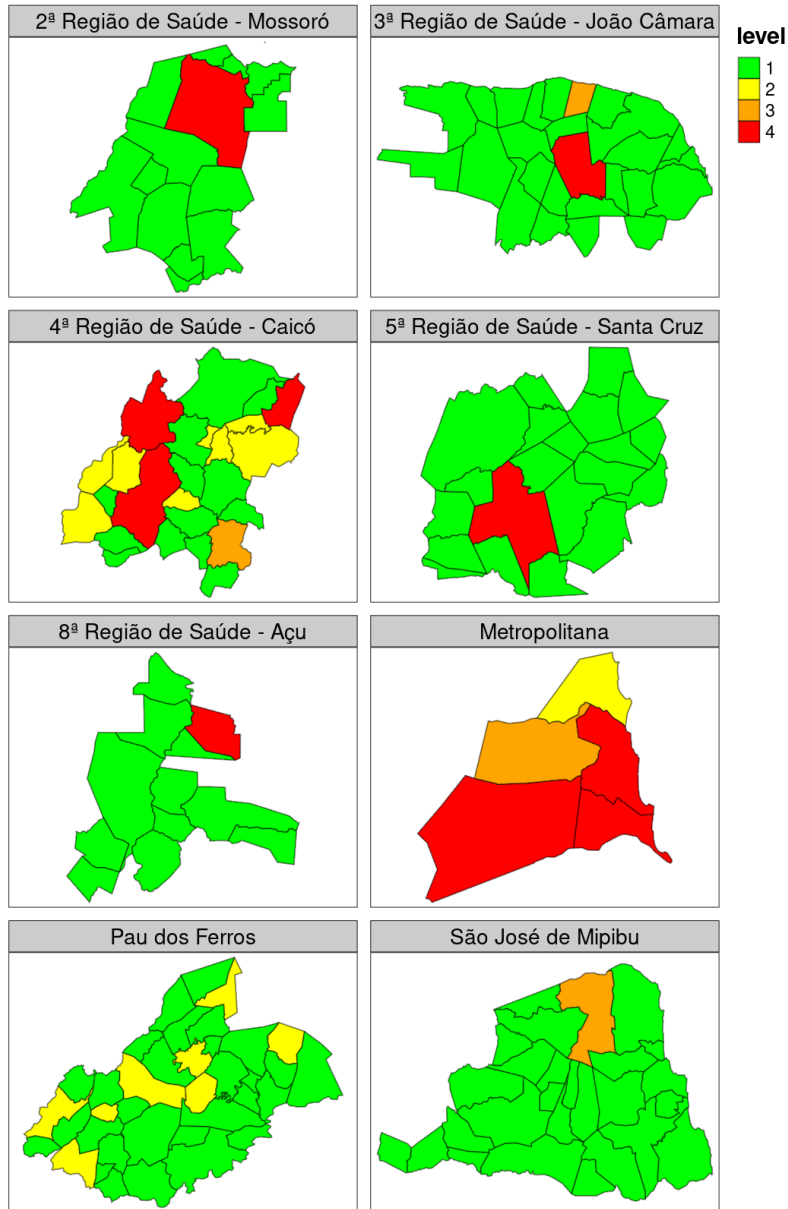 2ª Região de Saúde - Mossoró
3ª Região de Saúde - João Câmara
level
1
2
3
4
4ª Região de Saúde - Caicó
5ª Região de Saúde - Santa Cruz
8ª Região de Saúde - Açu
Metropolitana
Pau dos Ferros
São José de Mipibu